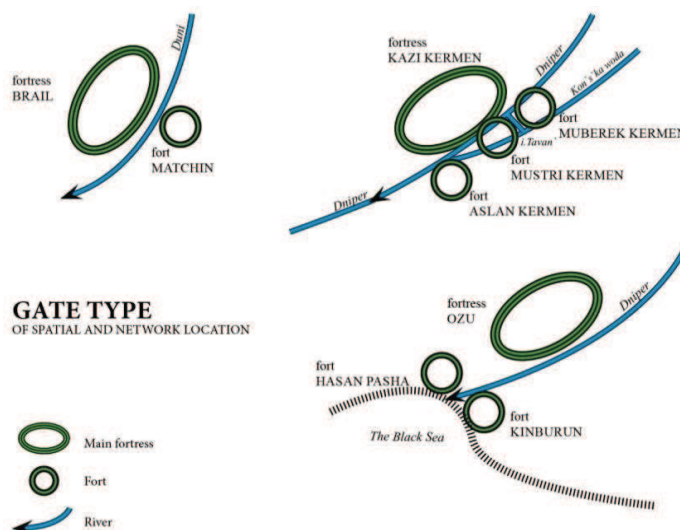 Duni
fortress
BRAIL
fort
MATCHIN
fortress
KAZI KERMEN
Dniper
Kon`s`ka woda
fort
MUBEREK KERMEN
i.Tavan`
fort
MUSTRI KERMEN
fort
ASLAN KERMEN
Dniper
GATE TYPE
OF SPATIAL AND NETWORK LOCATION
fortress
OZU
Dniper
fort
HASAN PASHA
fort
KINBURUN
The Black Sea
Main fortress
Fort
River